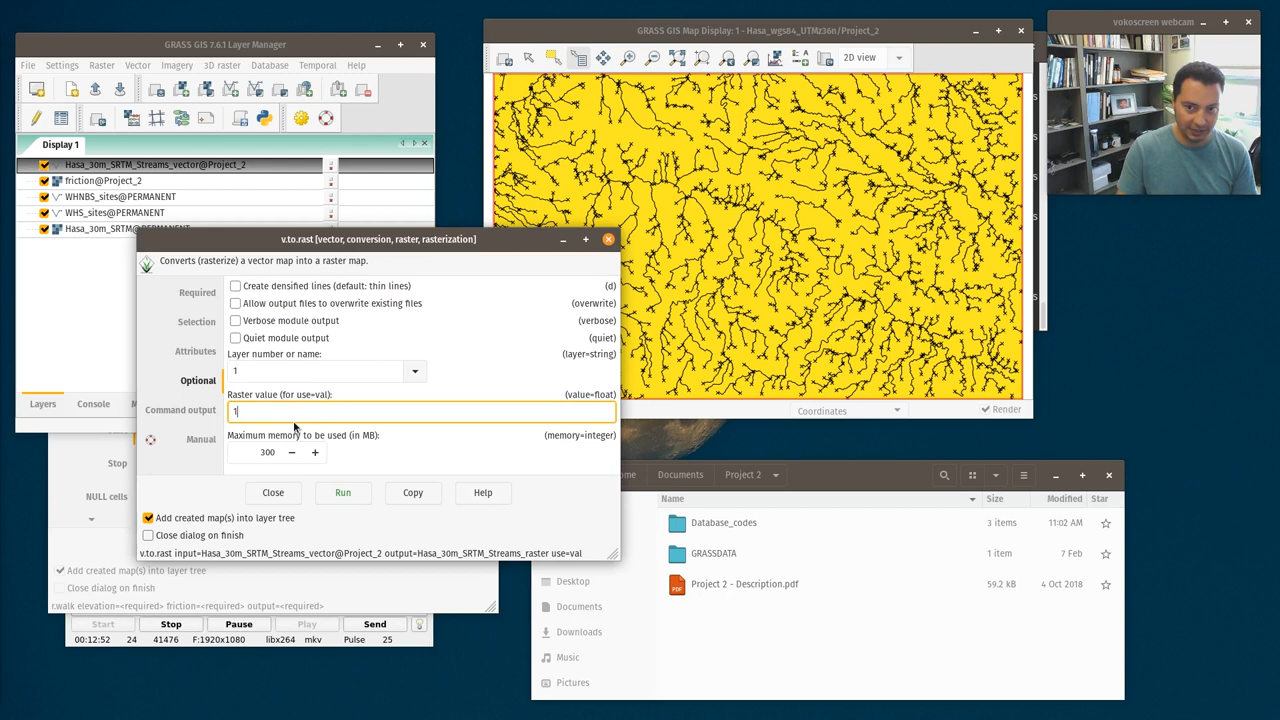 GRASS GIS 7.6.1 Layer Manager
File Settings Raster Vector Imagery 3D raster Database Temporal Help
Display 1
Hasa_30m_SRTM_Streams_vector@Project_2
friction@Project_2
WHNBS_sites@PERMANENT
WHS_sites@PERMANENT
Hasa_30m_SRTM@PERMANENT
Layers Console M
GRASS GIS Map Display: 1 - Hasa_wgs84_UTMz36n/Project_2
2D view
Coordinates
Render
vokoscreen webcam
v.to.rast [vector, conversion, raster, rasterization]
Converts (rasterize) a vector map into a raster map.
Required
Selection
Attributes
Optional
Command output
Manual
Create densified lines (default: thin lines) (d)
Allow output files to overwrite existing files (overwrite)
Verbose module output (verbose)
Quiet module output (quiet)
Layer number or name: (layer=string)
1
Raster value (for use=val): (value=float)
1
Maximum memory to be used (in MB): (memory=integer)
300
Close Run Copy Help
Add created map(s) into layer tree
Close dialog on finish
v.to.rast input=Hasa_30m_SRTM_Streams_vector@Project_2 output=Hasa_30m_SRTM_Streams_raster use=val
Stop
NULL cells
Add created map(s) into layer tree
Close dialog on finish
r.walk elevation=<required> friction=<required> output=<required>
Start Stop Pause Play Send
00:12:52 24 41476 F:1920x1080 libx264 mkv Pulse 25
ome Documents Project 2
Name Size Modified Star
Database_codes 3 items 11:02 AM
GRASSDATA 1 item 7 Feb
Project 2 - Description.pdf 59.2 kB 4 Oct 2018
Desktop
Documents
Downloads
Music
Pictures